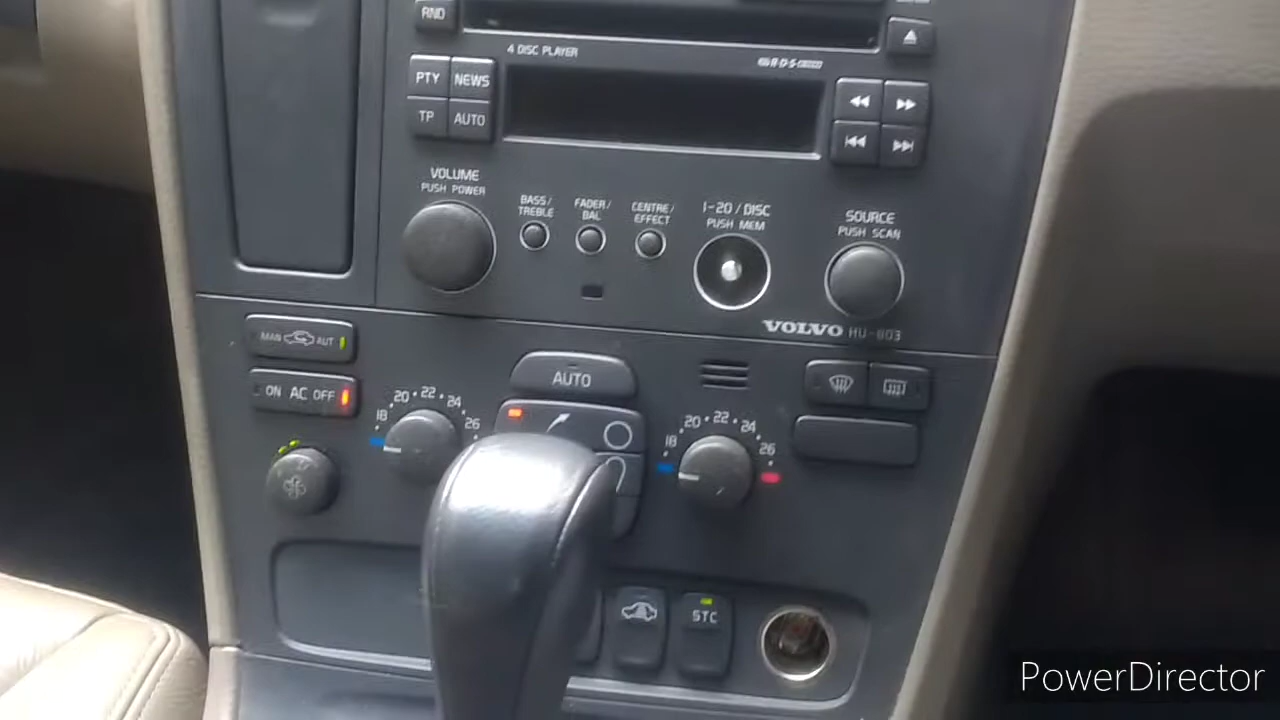 RND
4 DISC PLAYER
R·D·S
PTY NEWS
TP AUTO
VOLUME
PUSH POWER
BASS/
TREBLE
FADER/
BAL
CENTRE/
EFFECT
1-20 / DISC
PUSH MEM
SOURCE
PUSH SCAN
VOLVO HU-803
MAN AUT
ON AC OFF
AUTO
18 20 22 24 26
18 20 22 24 26
STC
PowerDirector